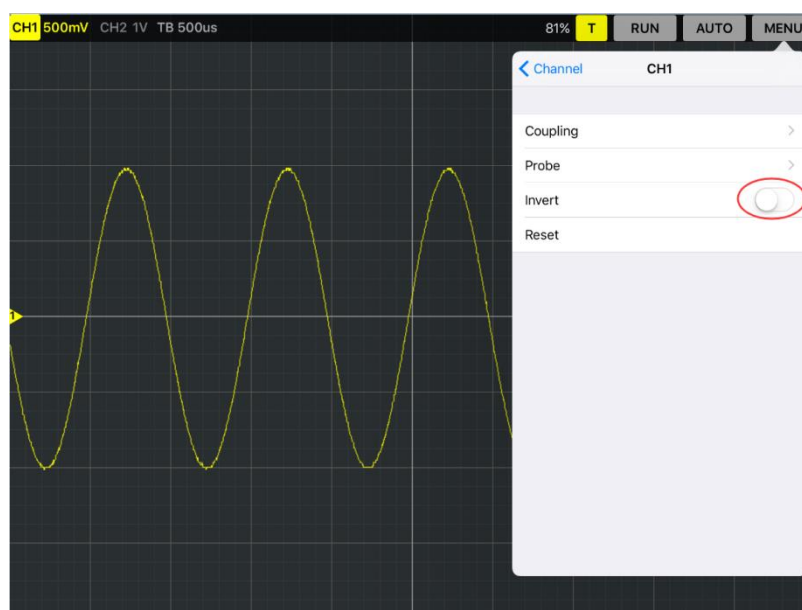 CH1 500mV CH2 1V TB 500us 81% T RUN AUTO MENU
Channel CH1
Coupling
Probe
Invert
Reset
1